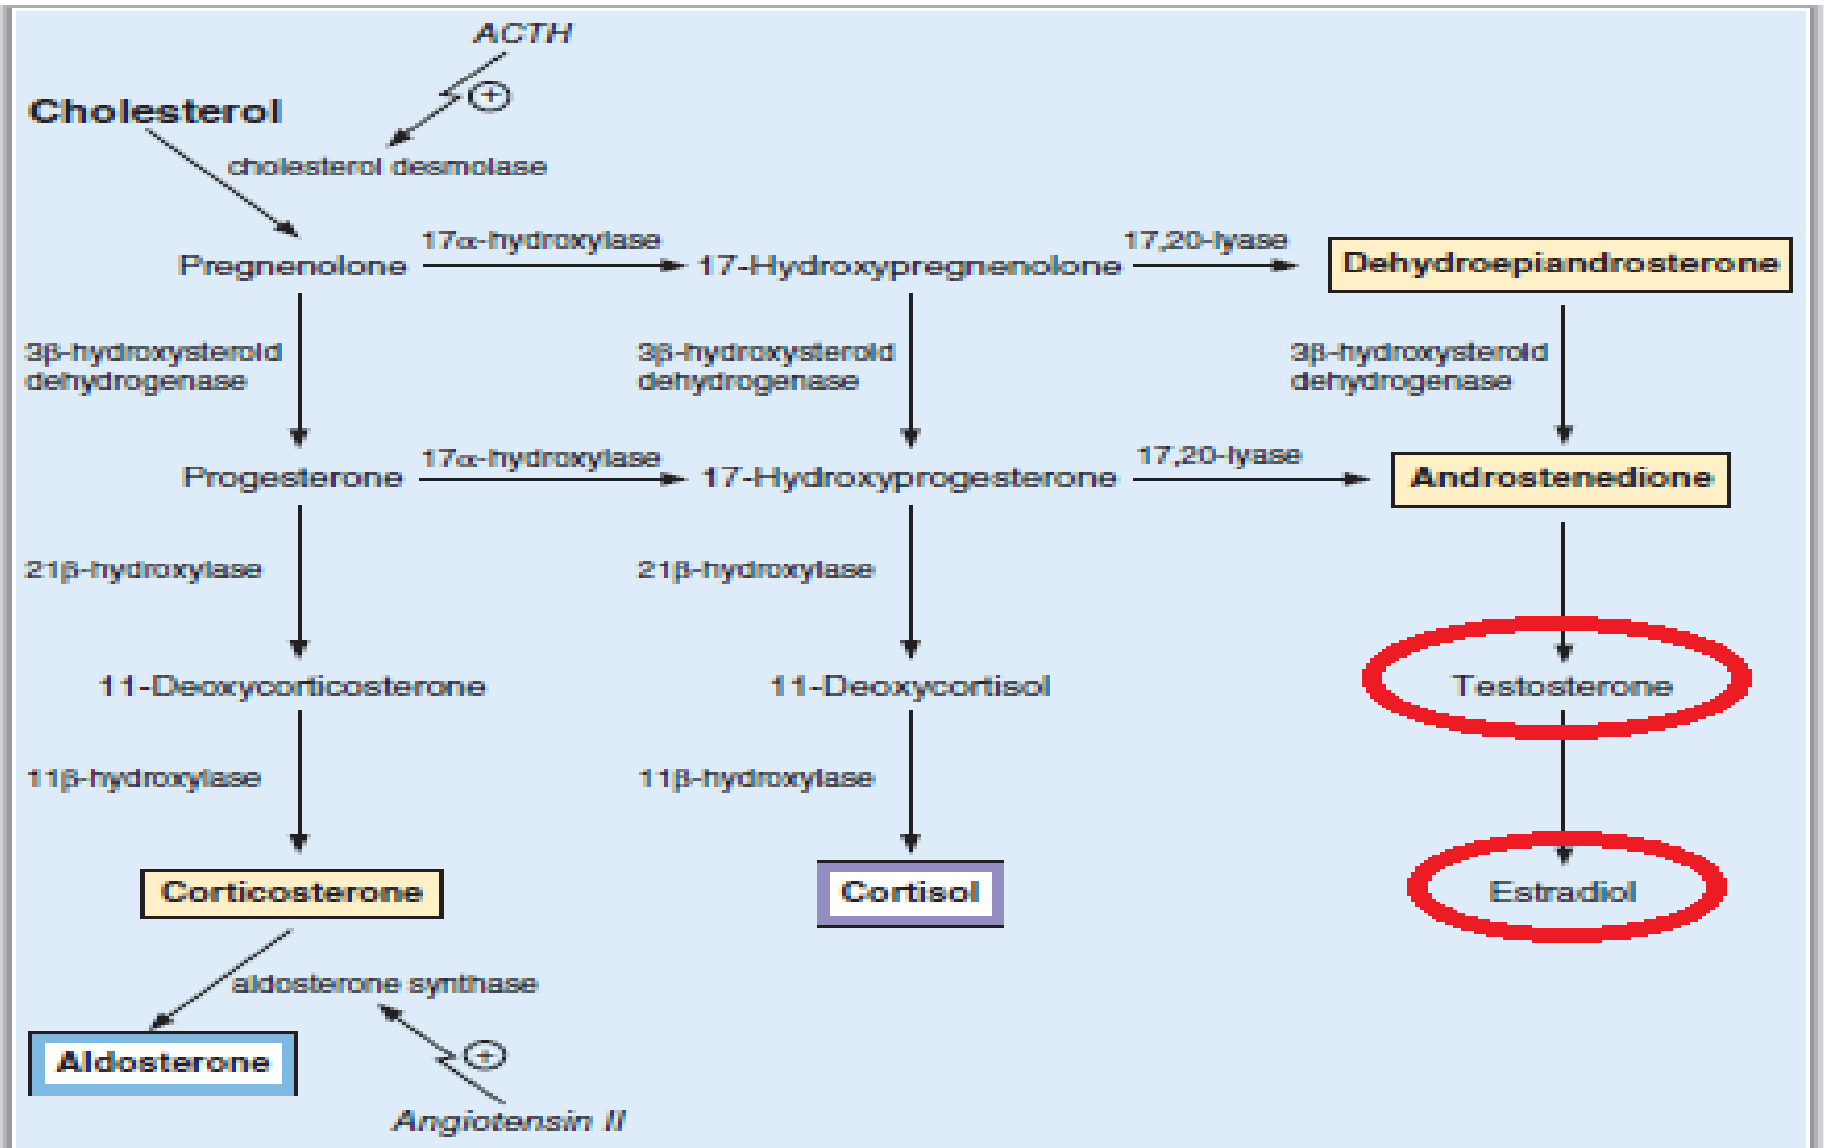 ACTH
+
Cholesterol
cholesterol desmolase
17α-hydroxylase
17,20-lyase
Pregnenolone
17-Hydroxypregnenolone
Dehydroepiandrosterone
3β-hydroxysteroid
dehydrogenase
3β-hydroxysteroid
dehydrogenase
3β-hydroxysteroid
dehydrogenase
17α-hydroxylase
17,20-lyase
Progesterone
17-Hydroxyprogesterone
Androstenedione
21β-hydroxylase
21β-hydroxylase
11-Deoxycorticosterone
11-Deoxycortisol
Testosterone
11β-hydroxylase
11β-hydroxylase
Corticosterone
Cortisol
Estradiol
aldosterone synthase
Aldosterone
+
Angiotensin II